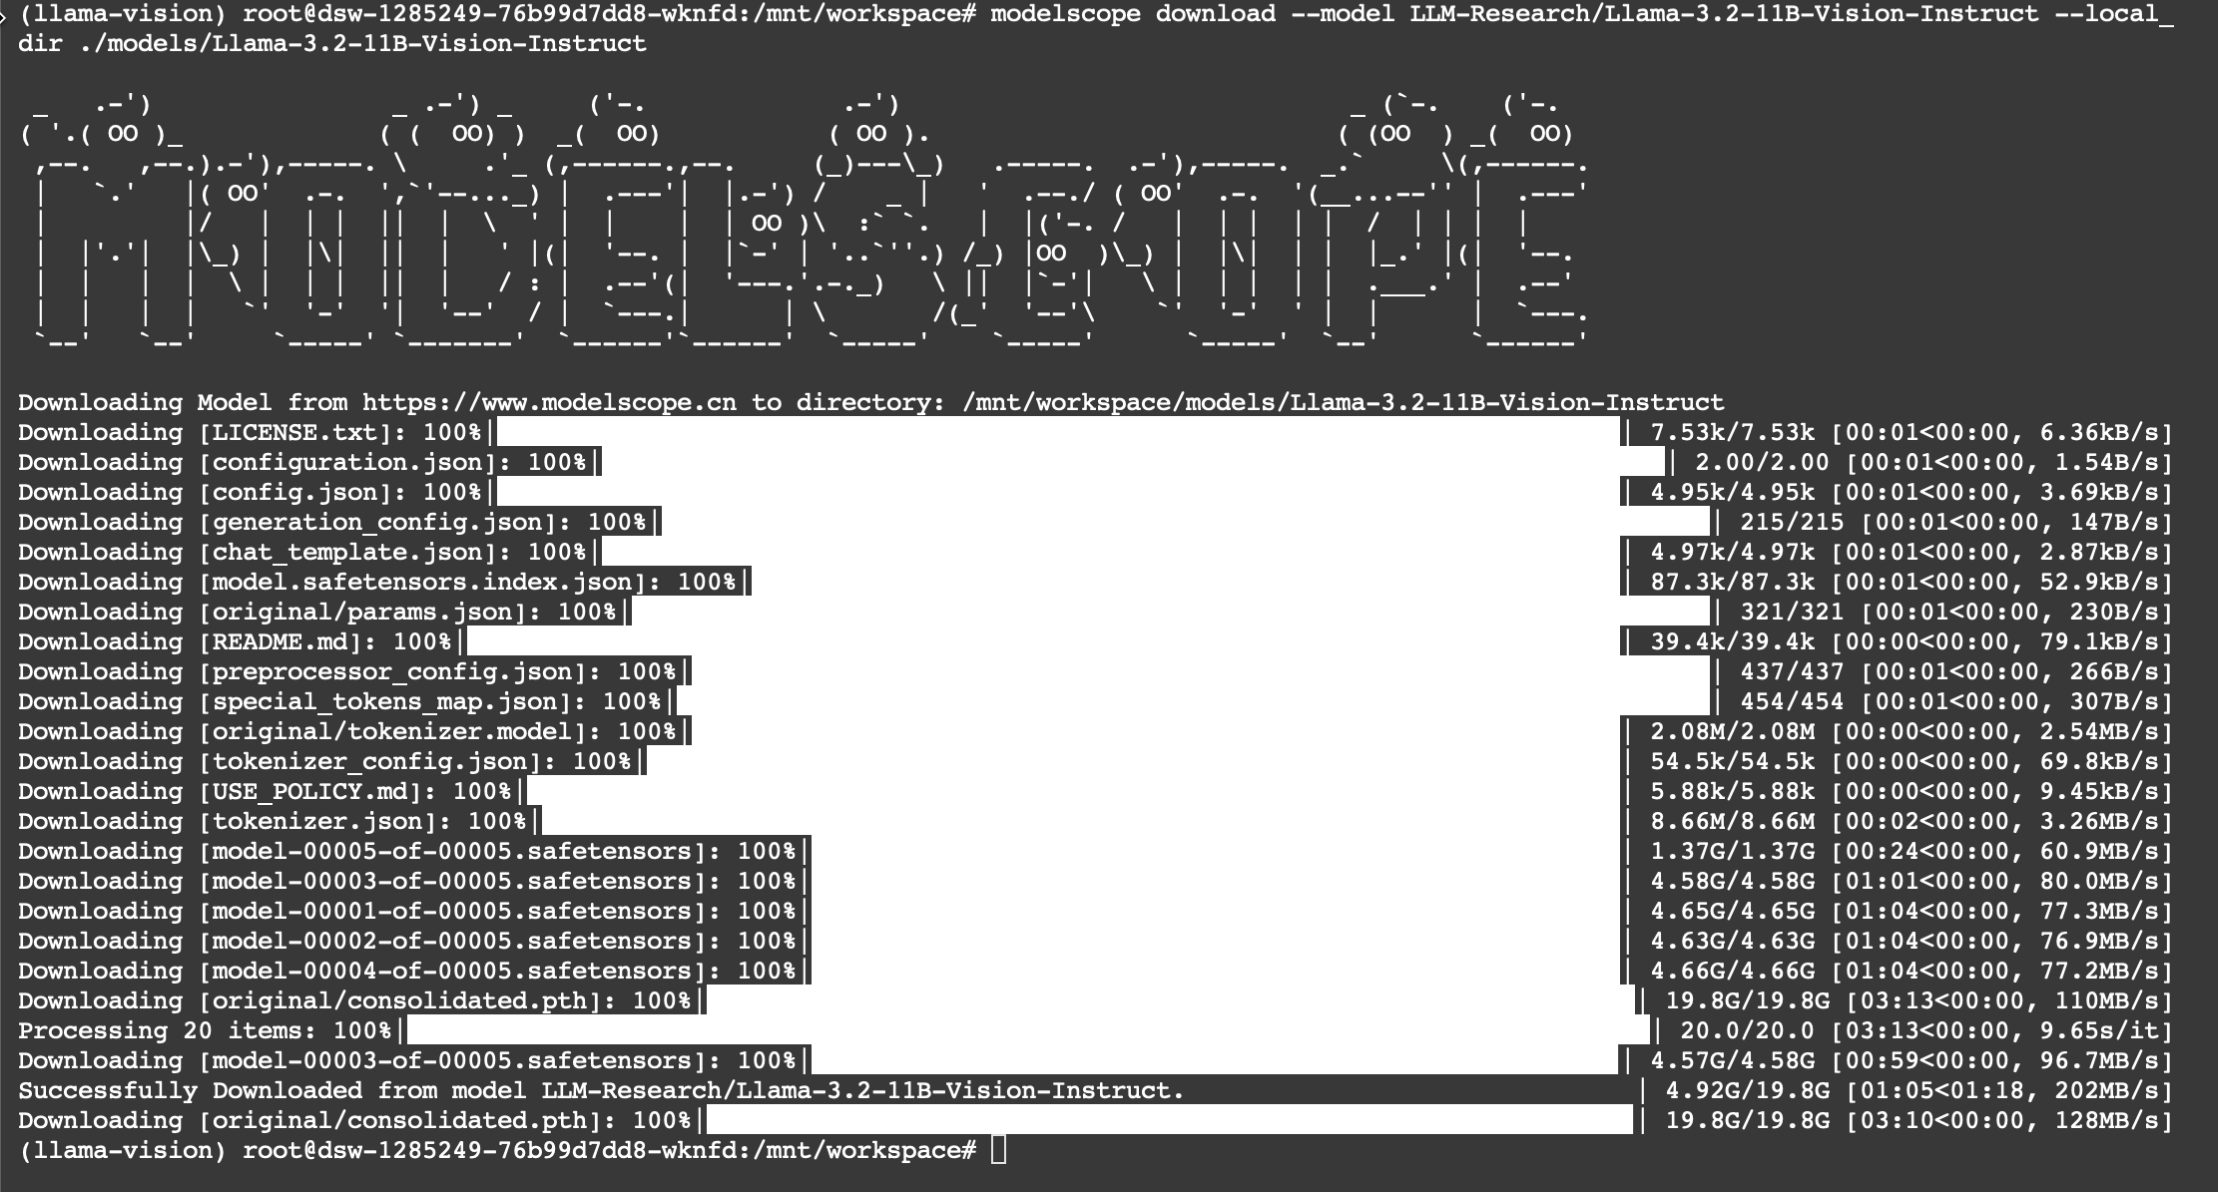 (llama-vision) root@dsw-1285249-76b99d7dd8-wknfd:/mnt/workspace# modelscope download --model LLM-Research/Llama-3.2-11B-Vision-Instruct --local_
dir ./models/Llama-3.2-11B-Vision-Instruct
MODELSCOPE
Downloading Model from https://www.modelscope.cn to directory: /mnt/workspace/models/Llama-3.2-11B-Vision-Instruct
Downloading [LICENSE.txt]: 100%| | 7.53k/7.53k [00:01<00:00, 6.36kB/s]
Downloading [configuration.json]: 100%| | 2.00/2.00 [00:01<00:00, 1.54B/s]
Downloading [config.json]: 100%| | 4.95k/4.95k [00:01<00:00, 3.69kB/s]
Downloading [generation_config.json]: 100%| | 215/215 [00:01<00:00, 147B/s]
Downloading [chat_template.json]: 100%| | 4.97k/4.97k [00:01<00:00, 2.87kB/s]
Downloading [model.safetensors.index.json]: 100%| | 87.3k/87.3k [00:01<00:00, 52.9kB/s]
Downloading [original/params.json]: 100%| | 321/321 [00:01<00:00, 230B/s]
Downloading [README.md]: 100%| | 39.4k/39.4k [00:00<00:00, 79.1kB/s]
Downloading [preprocessor_config.json]: 100%| | 437/437 [00:01<00:00, 266B/s]
Downloading [special_tokens_map.json]: 100%| | 454/454 [00:01<00:00, 307B/s]
Downloading [original/tokenizer.model]: 100%| | 2.08M/2.08M [00:00<00:00, 2.54MB/s]
Downloading [tokenizer_config.json]: 100%| | 54.5k/54.5k [00:00<00:00, 69.8kB/s]
Downloading [USE_POLICY.md]: 100%| | 5.88k/5.88k [00:00<00:00, 9.45kB/s]
Downloading [tokenizer.json]: 100%| | 8.66M/8.66M [00:02<00:00, 3.26MB/s]
Downloading [model-00005-of-00005.safetensors]: 100%| | 1.37G/1.37G [00:24<00:00, 60.9MB/s]
Downloading [model-00003-of-00005.safetensors]: 100%| | 4.58G/4.58G [01:01<00:00, 80.0MB/s]
Downloading [model-00001-of-00005.safetensors]: 100%| | 4.65G/4.65G [01:04<00:00, 77.3MB/s]
Downloading [model-00002-of-00005.safetensors]: 100%| | 4.63G/4.63G [01:04<00:00, 76.9MB/s]
Downloading [model-00004-of-00005.safetensors]: 100%| | 4.66G/4.66G [01:04<00:00, 77.2MB/s]
Downloading [original/consolidated.pth]: 100%| | 19.8G/19.8G [03:13<00:00, 110MB/s]
Processing 20 items: 100%| | 20.0/20.0 [03:13<00:00, 9.65s/it]
Downloading [model-00003-of-00005.safetensors]: 100%| | 4.57G/4.58G [00:59<00:00, 96.7MB/s]
Successfully Downloaded from model LLM-Research/Llama-3.2-11B-Vision-Instruct. | 4.92G/19.8G [01:05<01:18, 202MB/s]
Downloading [original/consolidated.pth]: 100%| | 19.8G/19.8G [03:10<00:00, 128MB/s]
(llama-vision) root@dsw-1285249-76b99d7dd8-wknfd:/mnt/workspace#